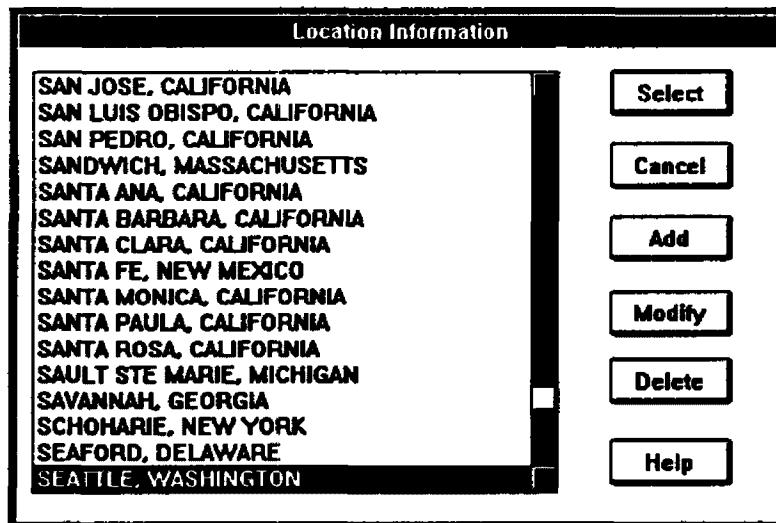 Location Information
SAN JOSE, CALIFORNIA
SAN LUIS OBISPO, CALIFORNIA
SAN PEDRO, CALIFORNIA
SANDWICH, MASSACHUSETTS
SANTA ANA, CALIFORNIA
SANTA BARBARA, CALIFORNIA
SANTA CLARA, CALIFORNIA
SANTA FE, NEW MEXICO
SANTA MONICA, CALIFORNIA
SANTA PAULA, CALIFORNIA
SANTA ROSA, CALIFORNIA
SAULT STE MARIE, MICHIGAN
SAVANNAH, GEORGIA
SCHOHARIE, NEW YORK
SEAFORD, DELAWARE
SEATTLE, WASHINGTON
Select
Cancel
Add
Modify
Delete
Help